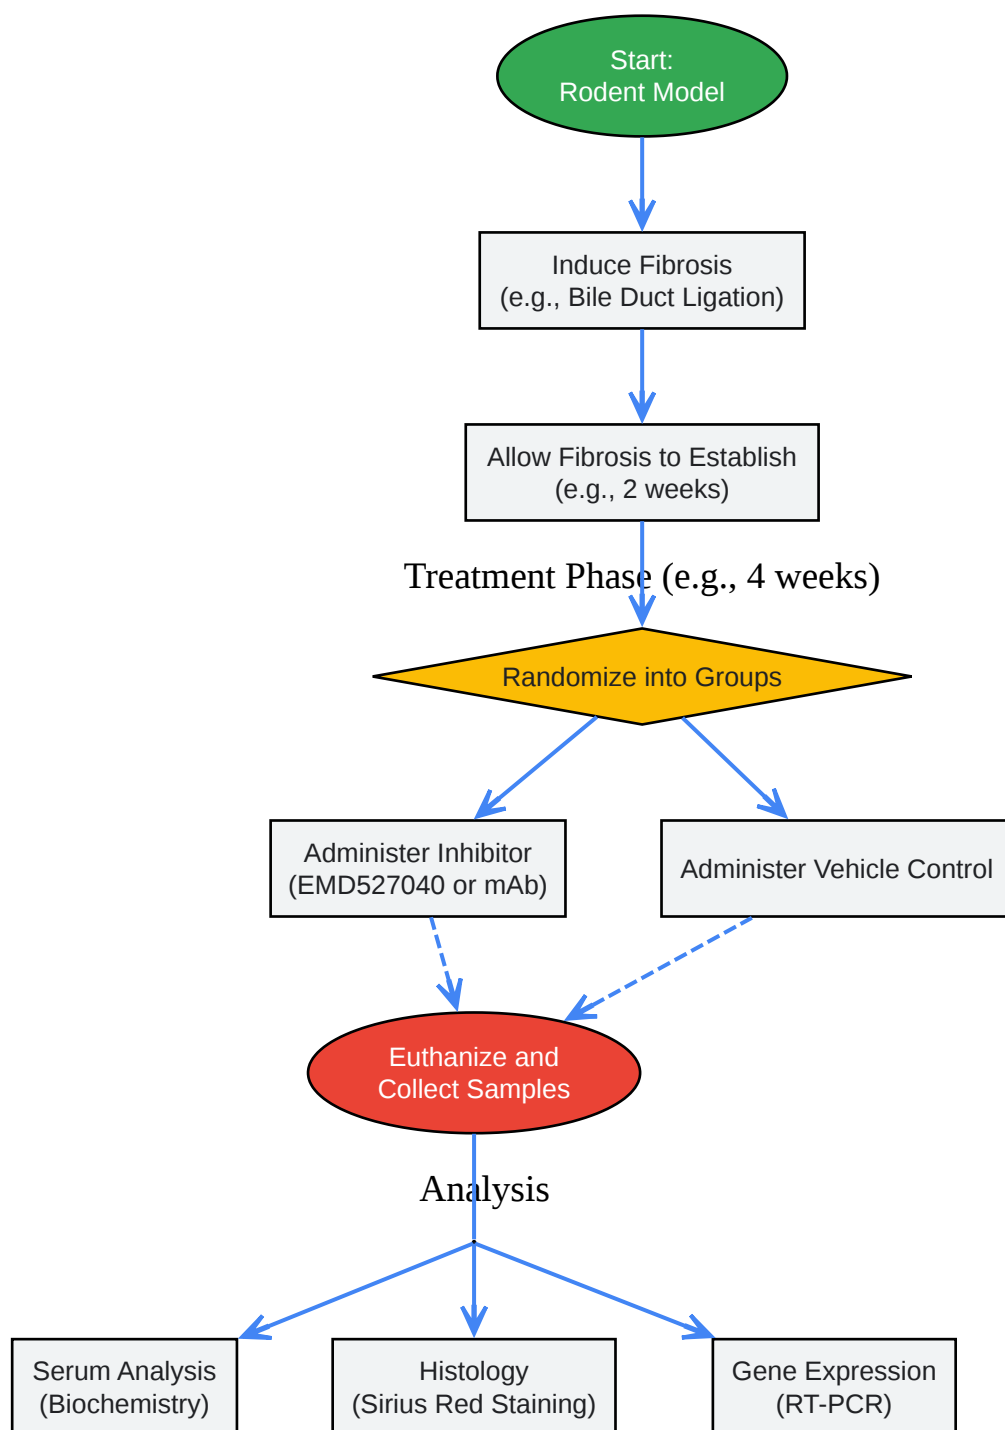 Start:
Rodent Model
Induce Fibrosis
(e.g., Bile Duct Ligation)
Allow Fibrosis to Establish
(e.g., 2 weeks)
Treatment Phase (e.g., 4 weeks)
Randomize into Groups
Administer Inhibitor
(EMD527040 or mAb)
Administer Vehicle Control
Euthanize and
Collect Samples
Analysis
Serum Analysis
(Biochemistry)
Histology
(Sirius Red Staining)
Gene Expression
(RT-PCR)